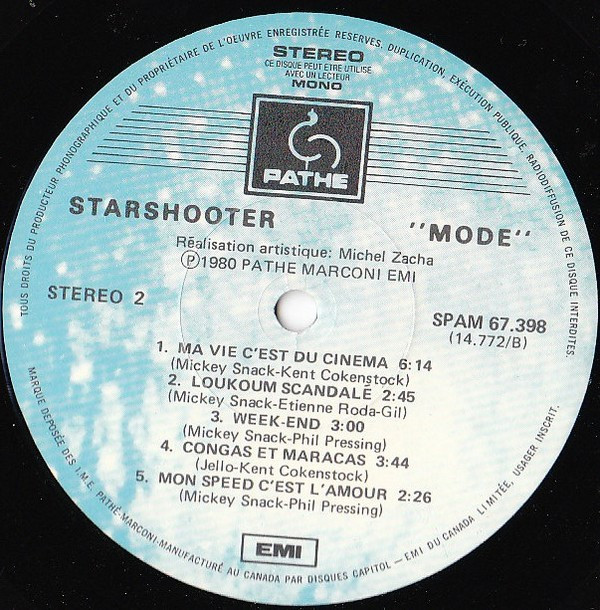 TOUS DROITS DU PRODUCTEUR PHONOGRAPHIQUE ET DU PROPRIÉTAIRE DE L'OEUVRE ENREGISTRÉE RESERVES. DUPLICATION, EXÉCUTION PUBLIQUE, RADIODIFFUSION DE CE DISQUE INTERDITES.
STEREO
CE DISQUE PEUT ÊTRE UTILISE
AVEC UN LECTEUR
MONO
PATHE
STARSHOOTER "MODE"
Réalisation artistique: Michel Zacha
Ⓟ1980 PATHE MARCONI EMI
STEREO 2
SPAM 67.398
(14.772/B)
1. MA VIE C'EST DU CINEMA 6:14
(Mickey Snack-Kent Cokenstock)
2. LOUKOUM SCANDALE 2:45
(Mickey Snack-Etienne Roda-Gil)
3. WEEK-END 3:00
(Mickey Snack-Phil Pressing)
4. CONGAS ET MARACAS 3:44
(Jello-Kent Cokenstock)
5. MON SPEED C'EST L'AMOUR 2:26
(Mickey Snack-Phil Pressing)
EMI
MARQUE DEPOSÉE DES I.M.E. PATHÉ-MARCONI-MANUFACTURÉ AU CANADA PAR DISQUES CAPITOL – EMI DU CANADA LIMITÉE, USAGER INSCRIT.